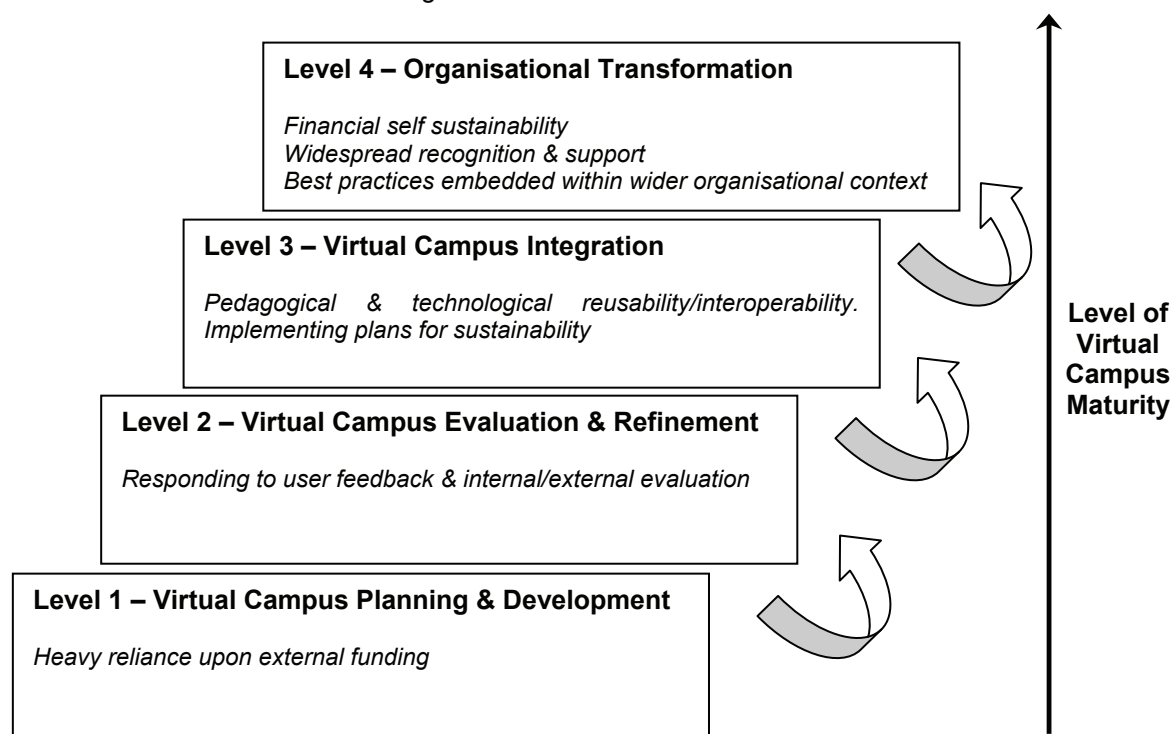 Level 4 – Organisational Transformation
Financial self sustainability
Widespread recognition & support
Best practices embedded within wider organisational context
Level 3 – Virtual Campus Integration
Pedagogical & technological reusability/interoperability.
Implementing plans for sustainability
Level of
Virtual
Campus
Maturity
Level 2 – Virtual Campus Evaluation & Refinement
Responding to user feedback & internal/external evaluation
Level 1 – Virtual Campus Planning & Development
Heavy reliance upon external funding